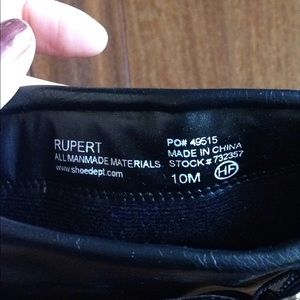 RUPERT
ALL MANMADE MATERIALS
www.shoedept.com
PO# 49515
MADE IN CHINA
STOCK# 732357
10M HF